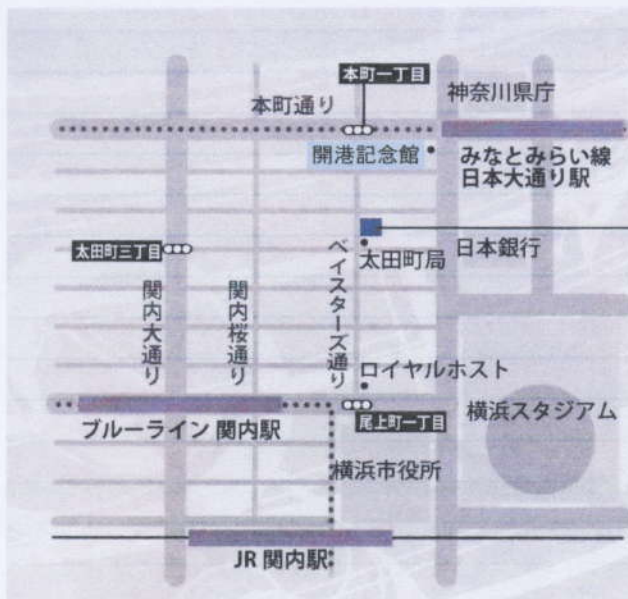 本町一丁目
神奈川県庁
本町通り
開港記念館
みなとみらい線
日本大通り駅
太田町三丁目
ベイスターズ通り
太田町局
日本銀行
関内大通り
関内桜通り
ロイヤルホスト
ブルーライン 関内駅
尾上町一丁目
横浜スタジアム
横浜市役所
JR 関内駅